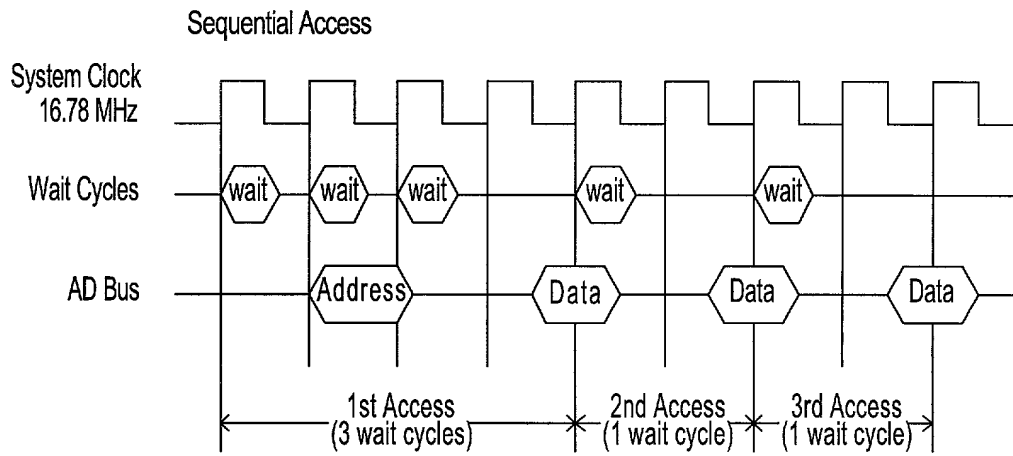 Sequential Access
System Clock
16.78 MHz
Wait Cycles
wait wait wait wait wait
AD Bus
Address Data Data Data
1st Access
(3 wait cycles)
2nd Access
(1 wait cycle)
3rd Access
(1 wait cycle)